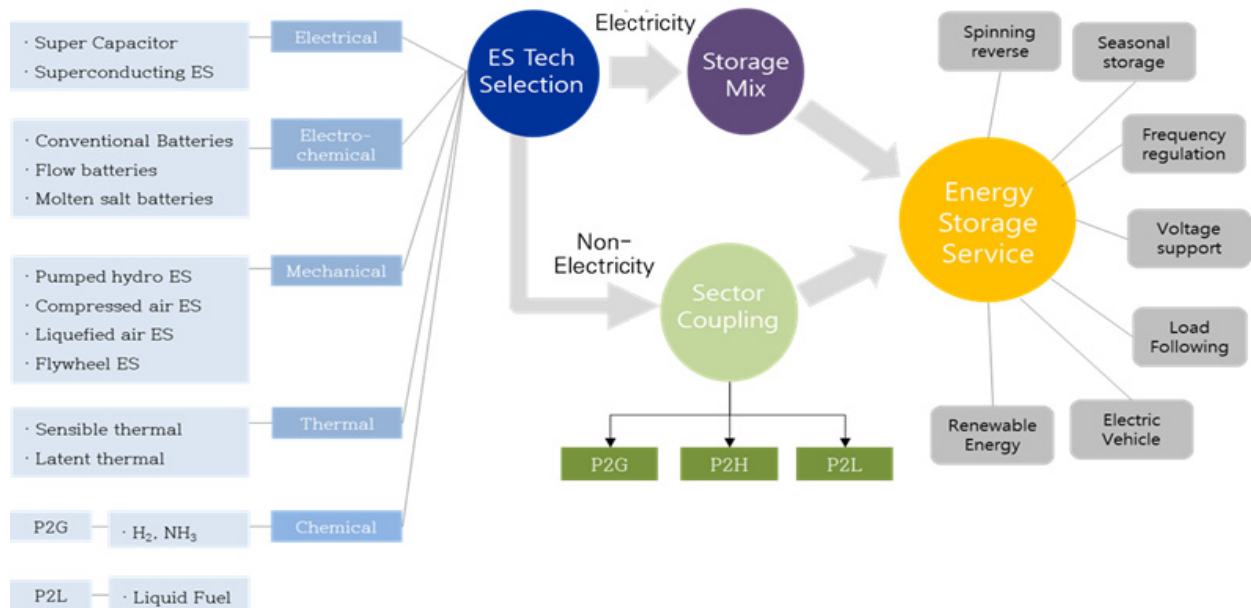 · Super Capacitor
· Superconducting ES
Electrical
· Conventional Batteries
· Flow batteries
· Molten salt batteries
Electro-
chemical
· Pumped hydro ES
· Compressed air ES
· Liquefied air ES
· Flywheel ES
Mechanical
· Sensible thermal
· Latent thermal
Thermal
P2G
· H₂, NH₃
Chemical
P2L
· Liquid Fuel
ES Tech
Selection
Electricity
Storage
Mix
Non-
Electricity
Sector
Coupling
P2G
P2H
P2L
Energy
Storage
Service
Spinning
reverse
Seasonal
storage
Frequency
regulation
Voltage
support
Load
Following
Electric
Vehicle
Renewable
Energy